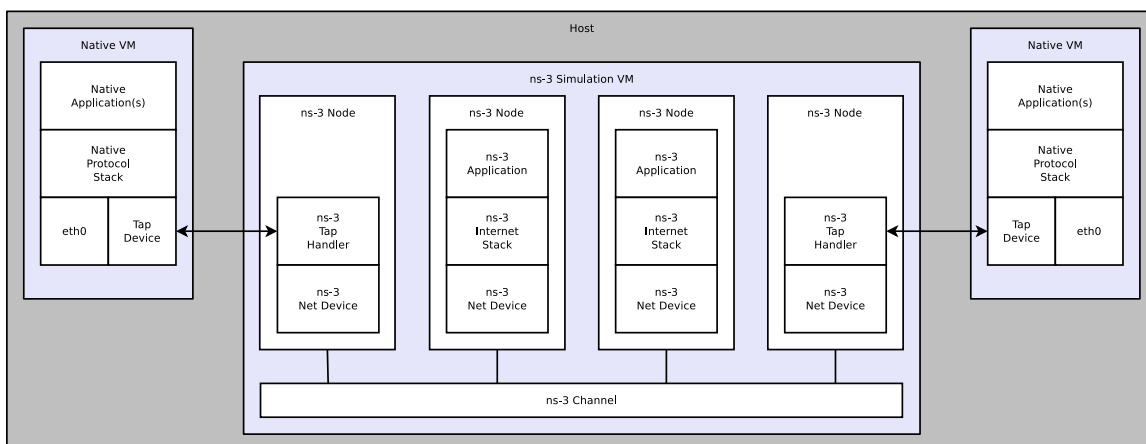 Host
Native VM
Native
Application(s)
Native
Protocol
Stack
eth0
Tap
Device
ns-3 Simulation VM
ns-3 Node
ns-3
Tap
Handler
ns-3
Net Device
ns-3 Node
ns-3
Application
ns-3
Internet
Stack
ns-3
Net Device
ns-3 Node
ns-3
Application
ns-3
Internet
Stack
ns-3
Net Device
ns-3 Node
ns-3
Tap
Handler
ns-3
Net Device
ns-3 Channel
Native VM
Native
Application(s)
Native
Protocol
Stack
Tap
Device
eth0